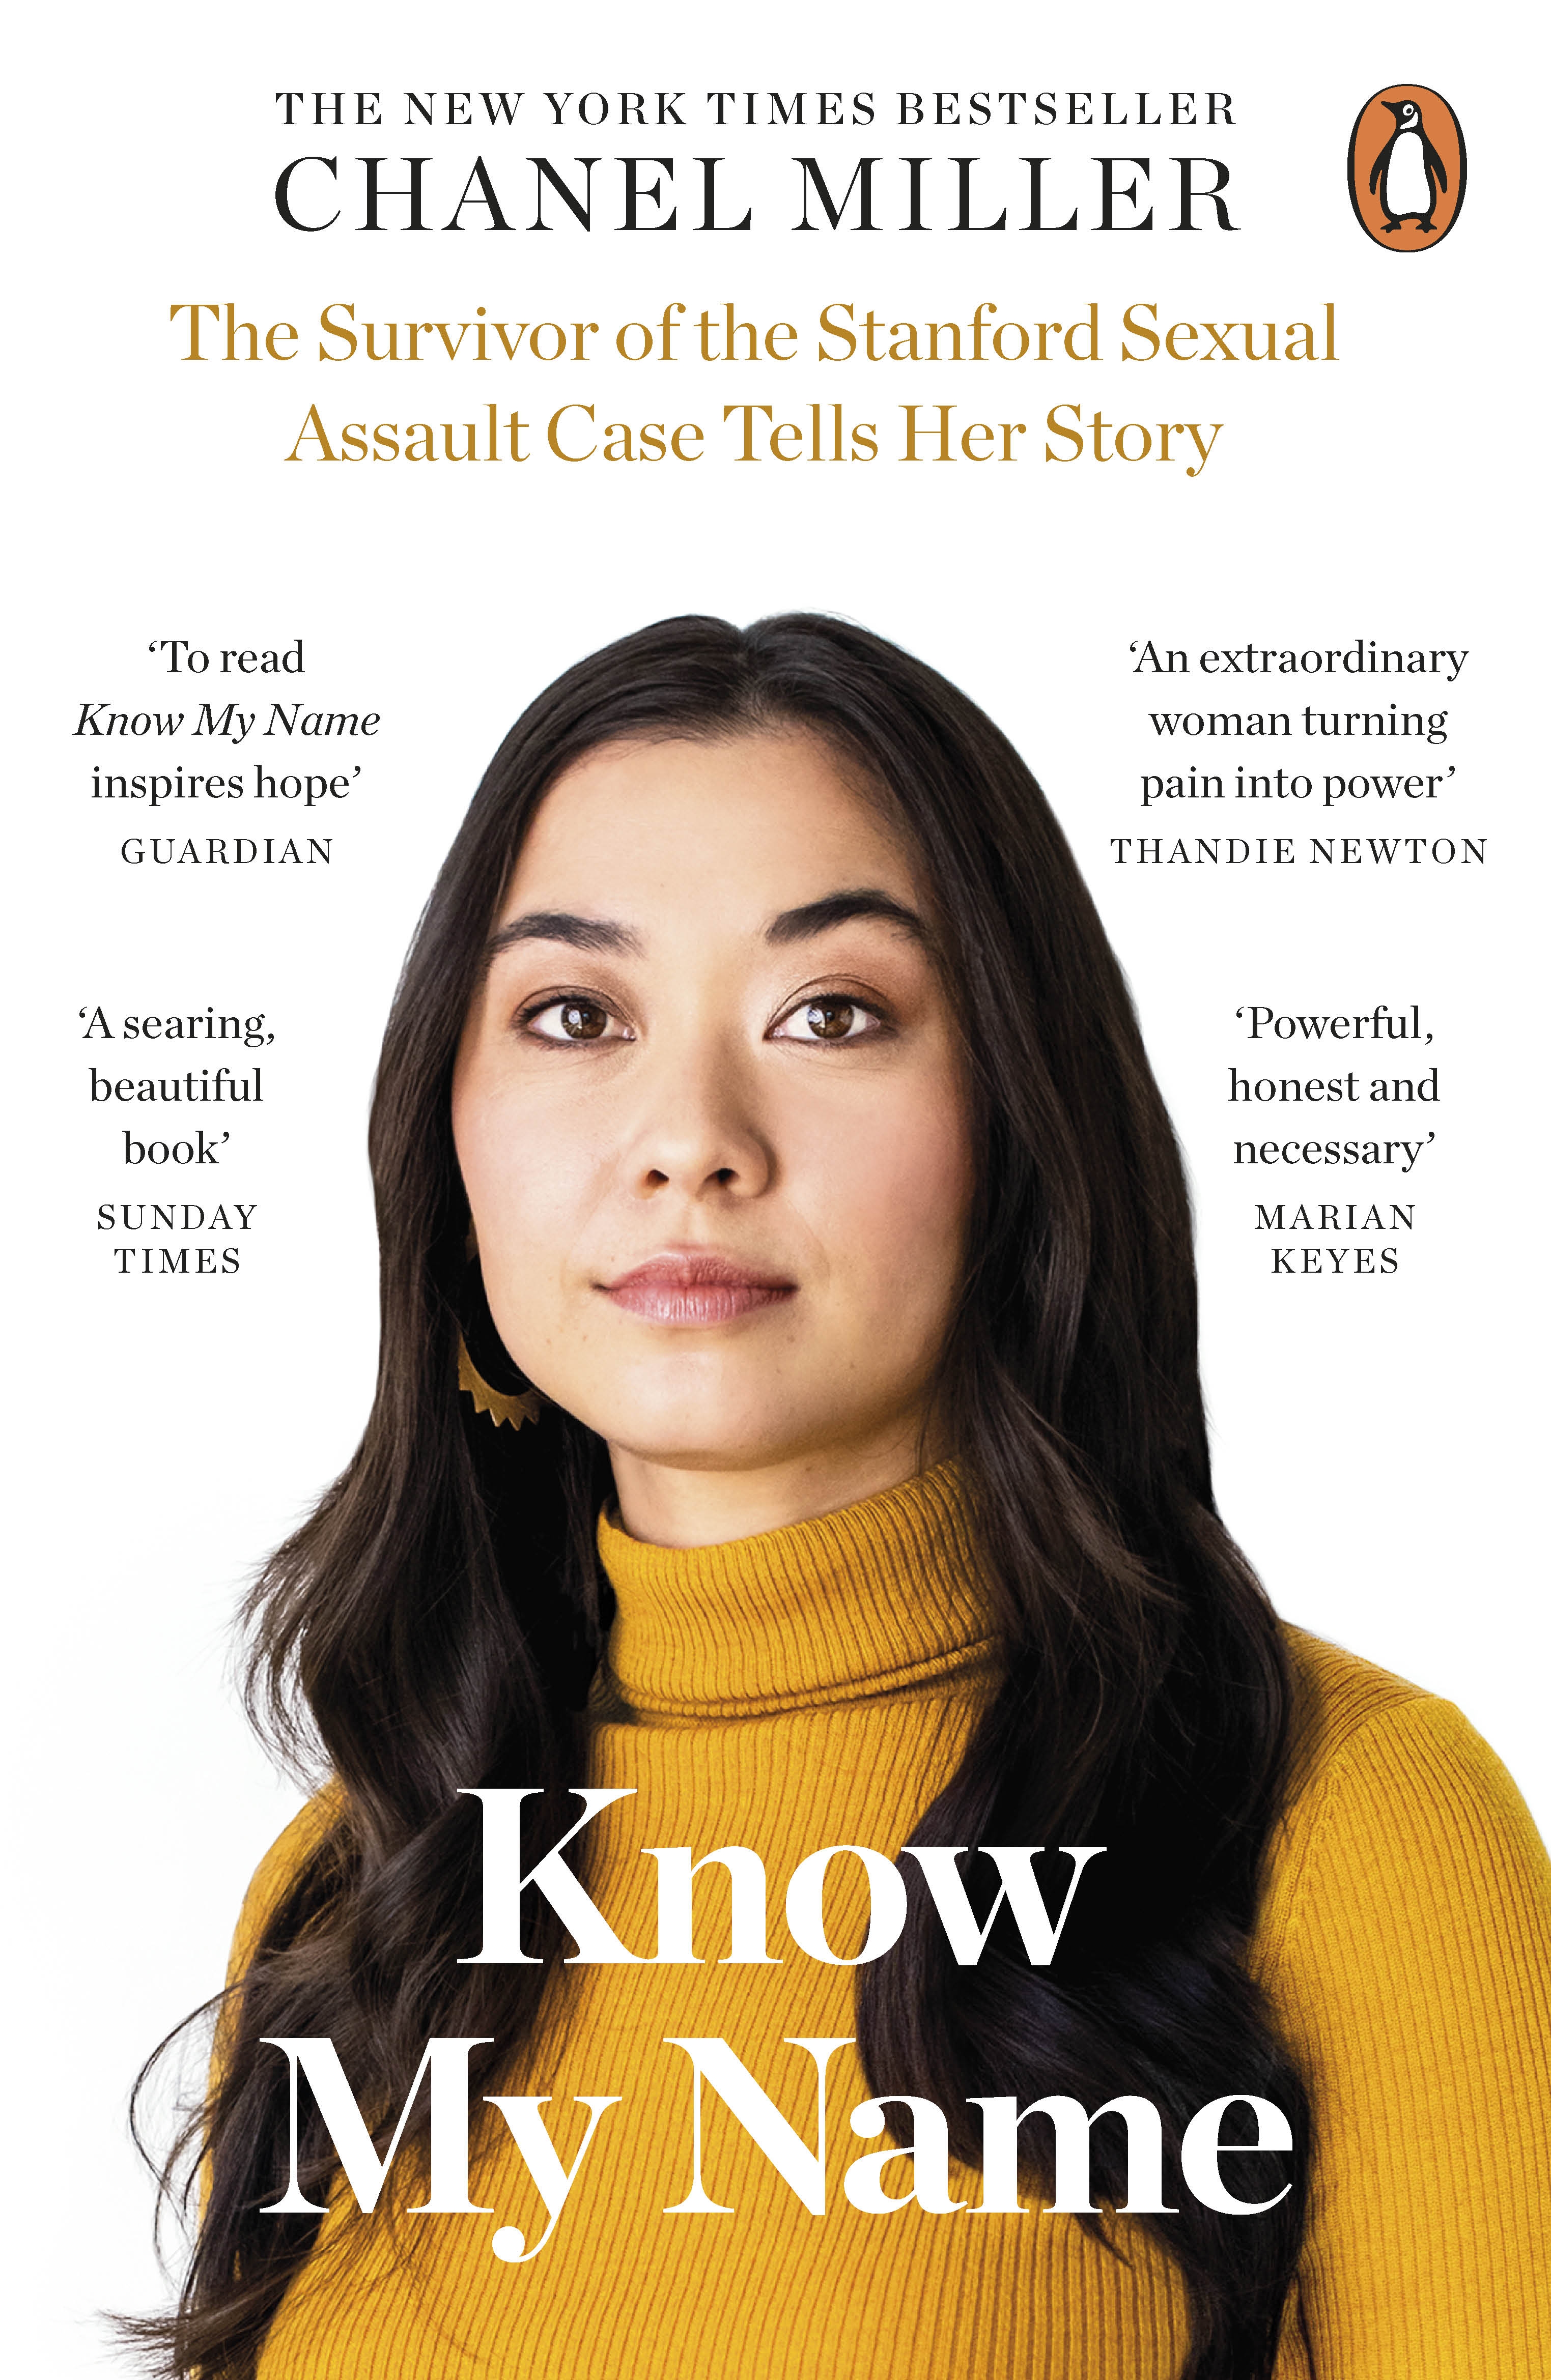 THE NEW YORK TIMES BESTSELLER
CHANEL MILLER
The Survivor of the Stanford Sexual
Assault Case Tells Her Story
‘To read
Know My Name
inspires hope’
GUARDIAN
‘An extraordinary
woman turning
pain into power’
THANDIE NEWTON
‘A searing,
beautiful
book’
SUNDAY
TIMES
‘Powerful,
honest and
necessary’
MARIAN
KEYES
Know
My Name